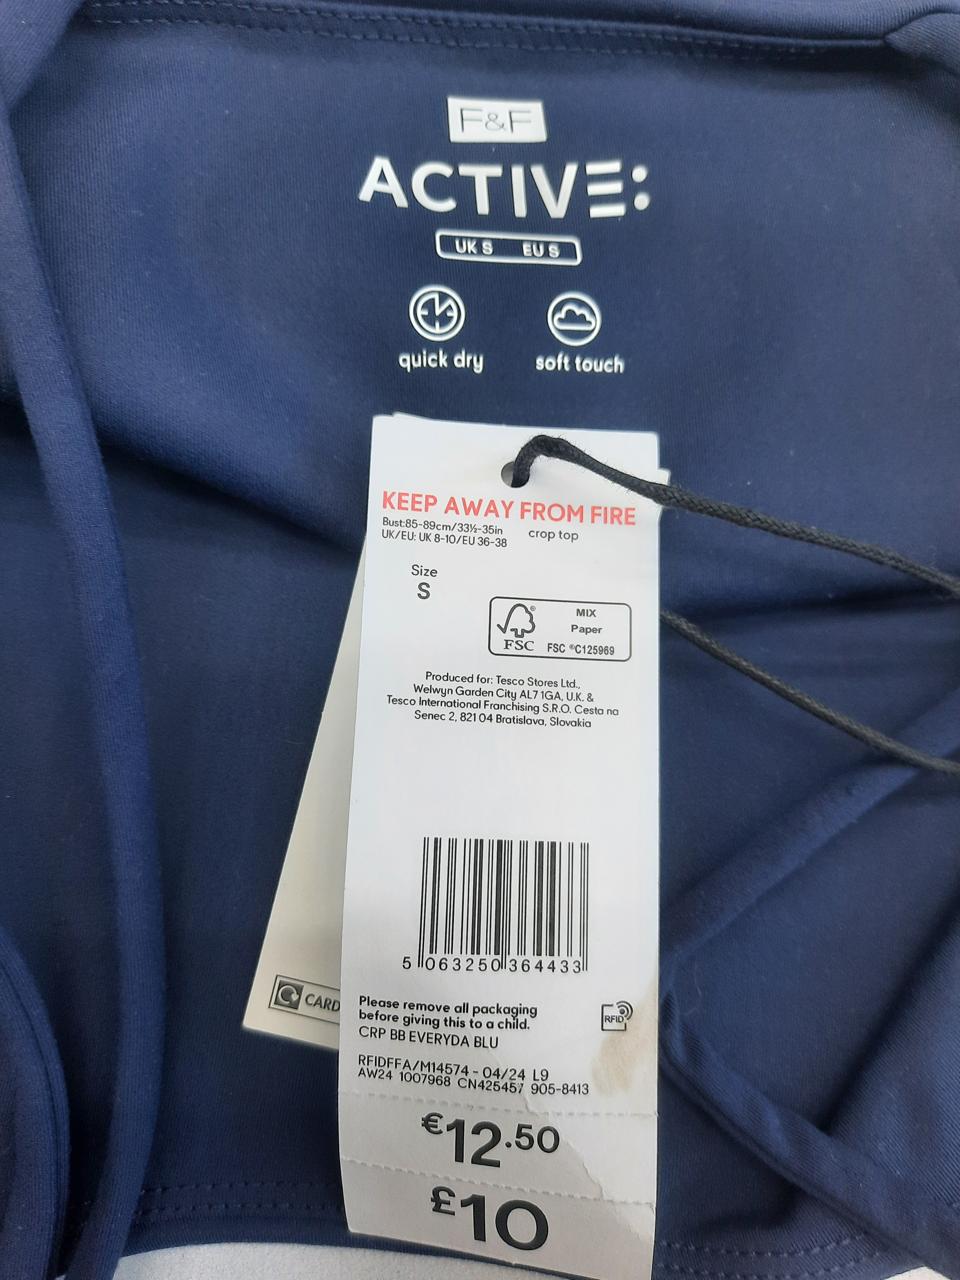 F&F
ACTIVE:
UK S EU S
quick dry soft touch
KEEP AWAY FROM FIRE
Bust:85-89cm/33½-35in
UK/EU: UK 8-10/EU 36-38
crop top
Size
S
FSC®
MIX
Paper
FSC ®C125969
Produced for: Tesco Stores Ltd.,
Welwyn Garden City AL7 1GA, U.K. &
Tesco International Franchising S.R.O. Cesta na
Senec 2, 821 04 Bratislava, Slovakia
5 063250 364433
CARD
Please remove all packaging
before giving this to a child.
RFID
CRP BB EVERYDA BLU
RFIDFFA/M14574 - 04/24 L9
AW24 1007968 CN425457 905-8413
€12.50
£10